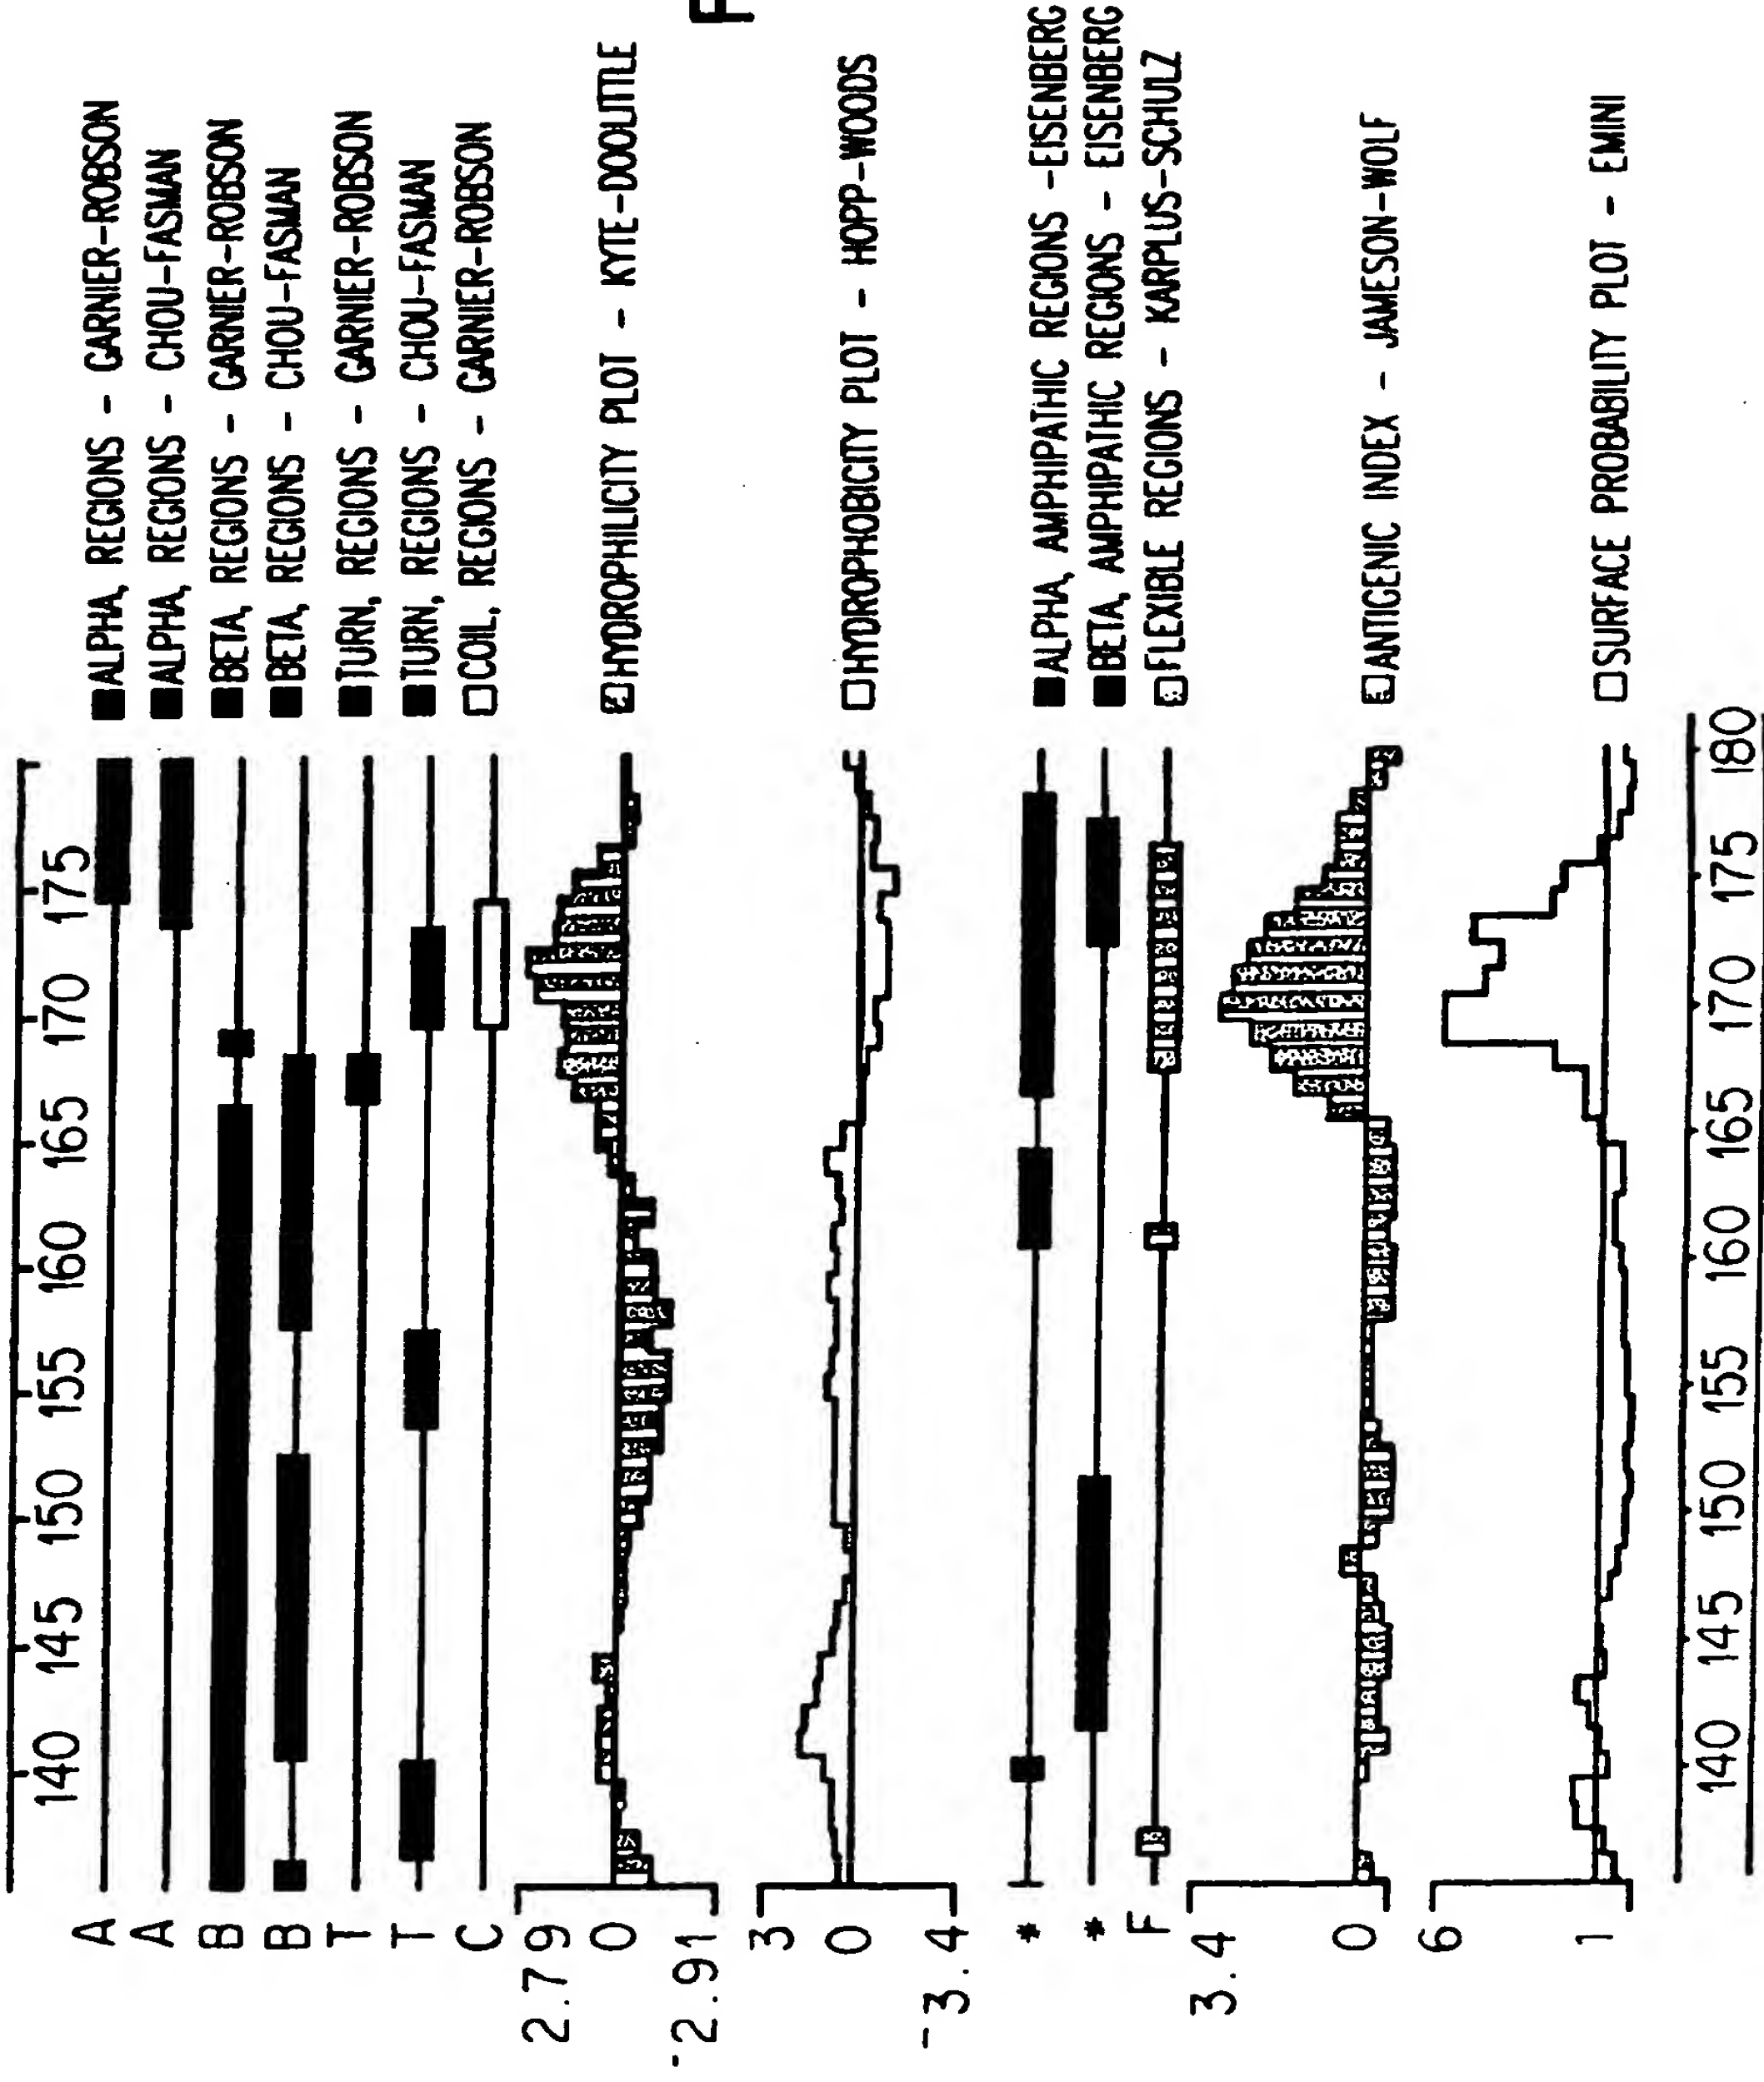 F
140 145 150 155 160 165 170 175
A ALPHA, REGIONS - GARNIER-ROBSON
A ALPHA, REGIONS - CHOU-FASMAN
B BETA, REGIONS - GARNIER-ROBSON
B BETA, REGIONS - CHOU-FASMAN
T TURN, REGIONS - GARNIER-ROBSON
T TURN, REGIONS - CHOU-FASMAN
C COIL, REGIONS - GARNIER-ROBSON
2.79
0 HYDROPHILICITY PLOT - KYTE-DOOLITTLE
-2.91
3
0 HYDROPHOBICITY PLOT - HOPP-WOODS
-3.4
* ALPHA, AMPHIPATHIC REGIONS -EISENBERG
* BETA, AMPHIPATHIC REGIONS - EISENBERG
F FLEXIBLE REGIONS - KARPLUS-SCHULZ
3.4
0 ANTIGENIC INDEX - JAMESON-WOLF
6
1 SURFACE PROBABILITY PLOT - EMINI
140 145 150 155 160 165 170 175 180